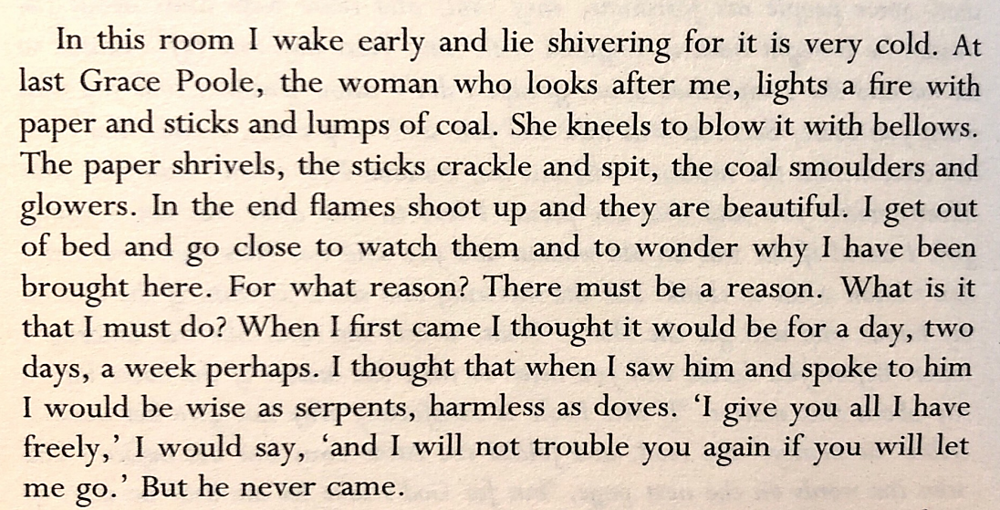 In this room I wake early and lie shivering for it is very cold. At
last Grace Poole, the woman who looks after me, lights a fire with
paper and sticks and lumps of coal. She kneels to blow it with bellows.
The paper shrivels, the sticks crackle and spit, the coal smoulders and
glowers. In the end flames shoot up and they are beautiful. I get out
of bed and go close to watch them and to wonder why I have been
brought here. For what reason? There must be a reason. What is it
that I must do? When I first came I thought it would be for a day, two
days, a week perhaps. I thought that when I saw him and spoke to him
I would be wise as serpents, harmless as doves. ‘I give you all I have
freely,’ I would say, ‘and I will not trouble you again if you will let
me go.’ But he never came.